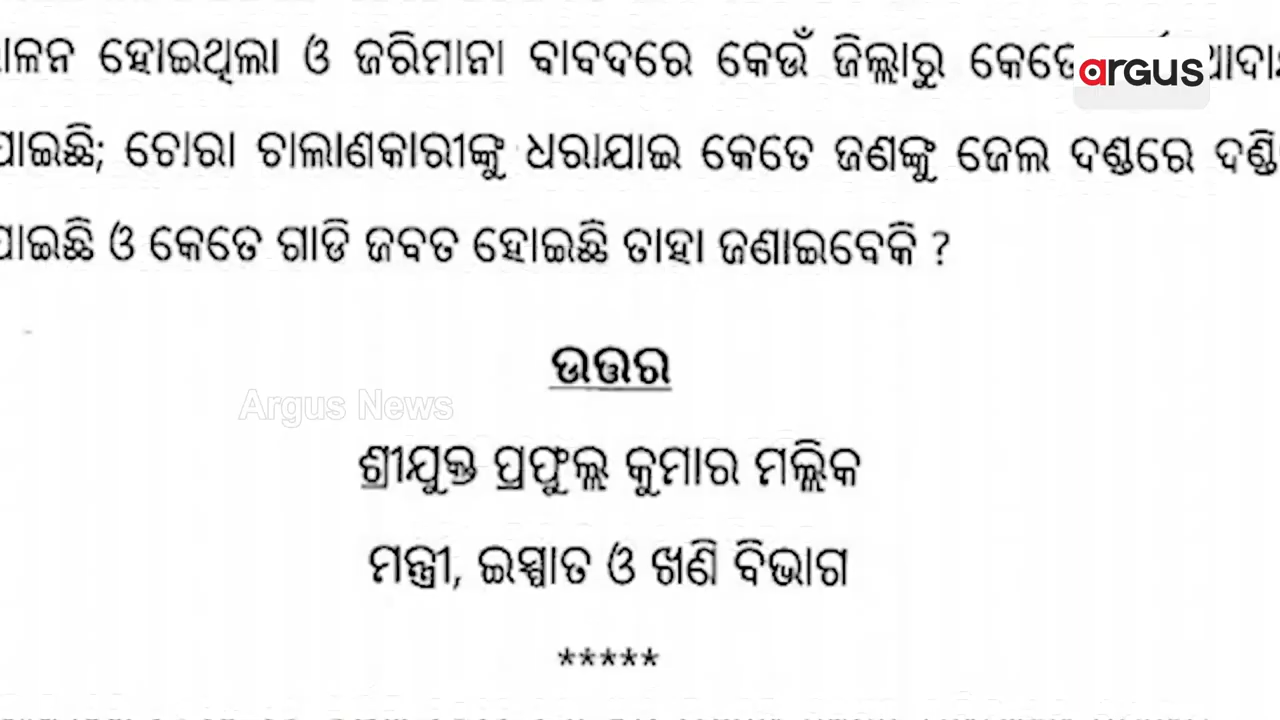 ହୋଇଥିଲା ଓ ଜରିମାନା ବାବଦରେ କେଉଁ ଜିଲ୍ଲାରୁ
argus
ଯାଇଛି; ଚୋରା ଚାଲାଣକାରୀଙ୍କୁ ଧରାଯାଇ କେତେ ଜଣଙ୍କୁ ଜେଲ ଦଣ୍ଡରେ
ଯାଇଛି ଓ କେତେ ଗାଡି ଜବତ ହୋଇଛି ତାହା ଜଣାଇବେକି ?
ଉତ୍ତର
Argus News
ଶ୍ରୀଯୁକ୍ତ ପ୍ରଫୁଲ୍ଲ କୁମାର ମଲ୍ଲିକ
ମନ୍ତ୍ରୀ, ଇସ୍ପାତ ଓ ଖଣି ବିଭାଗ
*****